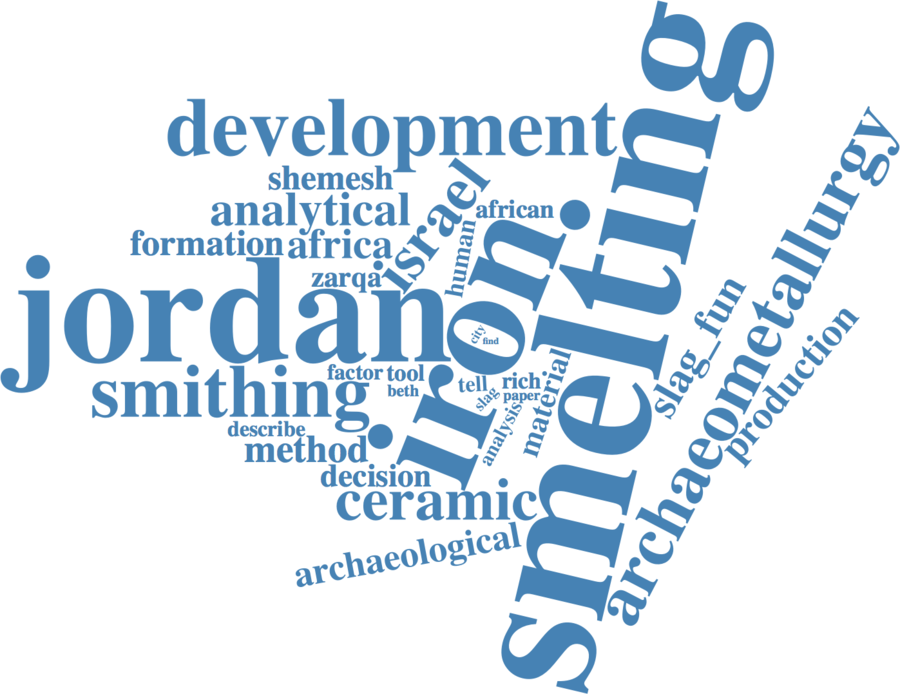 smelting
development
shemesh
israel
analytical
african
archaeometallurgy
formation
africa
human
iron
zarqa
jordan
city
find
slag_fun
production
factor
tool
smithing
beth
tell
rich
slag
paper
material
analysis
describe
method
decision
ceramic
archaeological